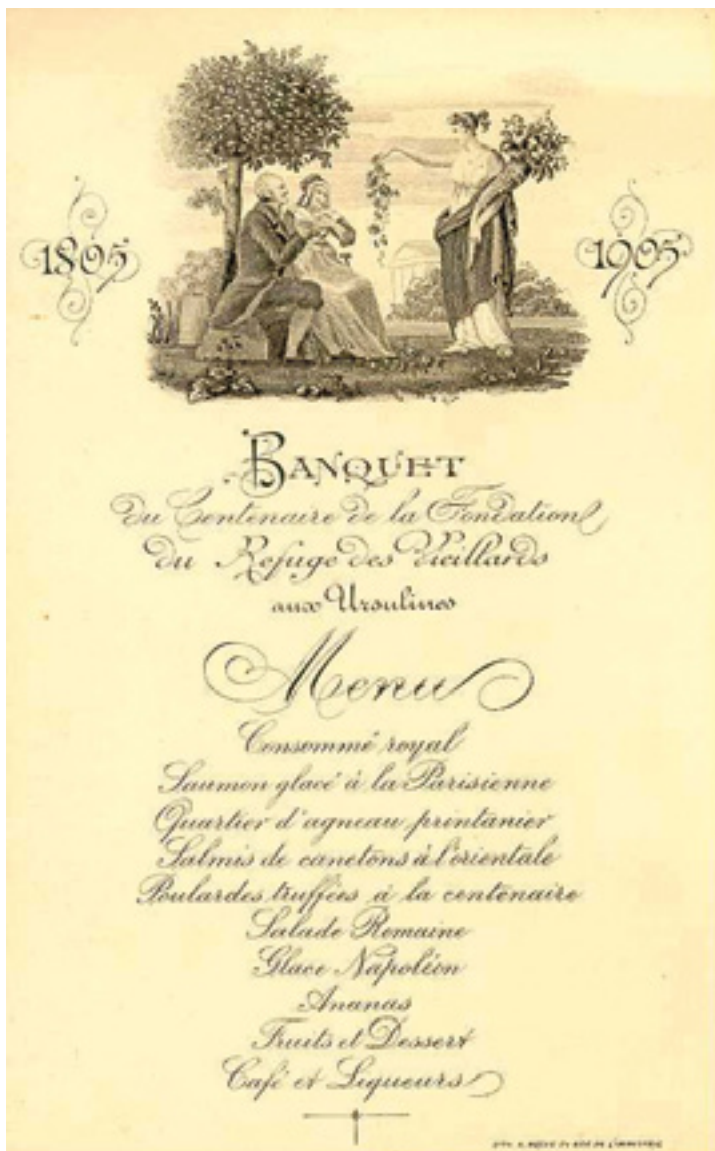 1805
1905
BANQUET
du Centenaire de la Fondation
du Refuge des Vieillards
aux Ursulines
Menu
Consommé royal
Saumon glacé à la Parisienne
Quartier d'agneau printanier
Salmis de canetons à l'orientale
Poulardes truffées à la centenaire
Salade Romaine
Glace Napoléon
Ananas
Fruits et Dessert
Café et Liqueurs